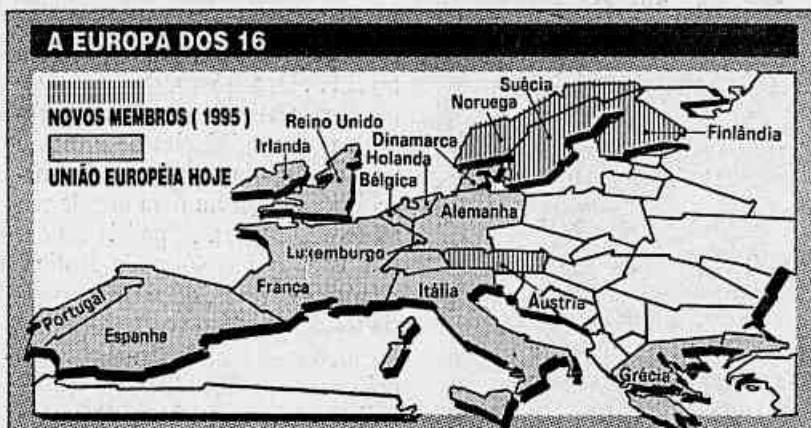 A EUROPA DOS 16
NOVOS MEMBROS ( 1995 )
UNIÃO EUROPÉIA HOJE
Suécia
Noruega
Finlândia
Reino Unido
Irlanda
Dinamarca
Holanda
Bélgica
Alemanha
Luxemburgo
França
Itália
Áustria
Portugal
Espanha
Grécia